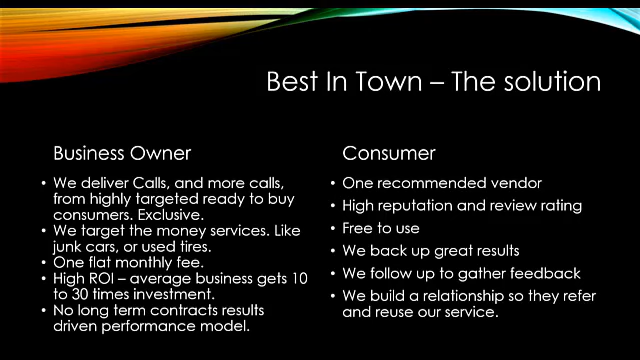 Best In Town – The solution
Business Owner
• We deliver Calls, and more calls,
from highly targeted ready to buy
consumers. Exclusive.
• We target the money services. Like
junk cars, or used tires.
• One flat monthly fee.
• High ROI – average business gets 10
to 30 times investment.
• No long term contracts results
driven performance model.
Consumer
• One recommended vendor
• High reputation and review rating
• Free to use
• We back up great results
• We follow up to gather feedback
• We build a relationship so they refer
and reuse our service.